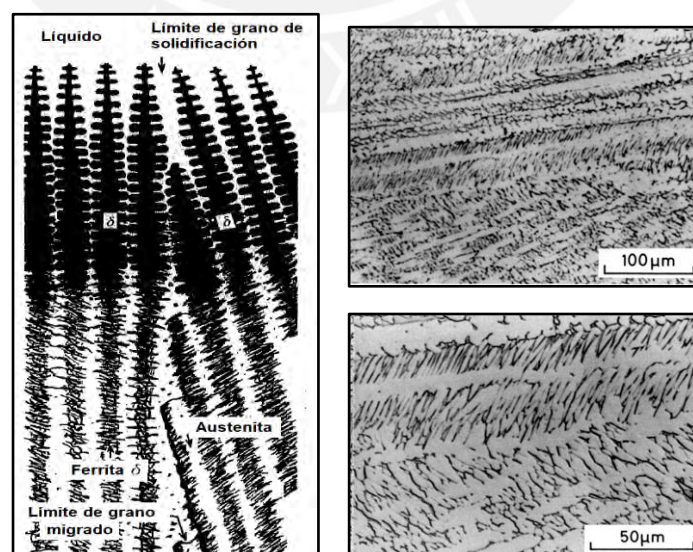 Líquido
Límite de grano de
solidificación
δ
δ
Austenita
Ferrita δ
Límite de grano
migrado
100μm
50μm